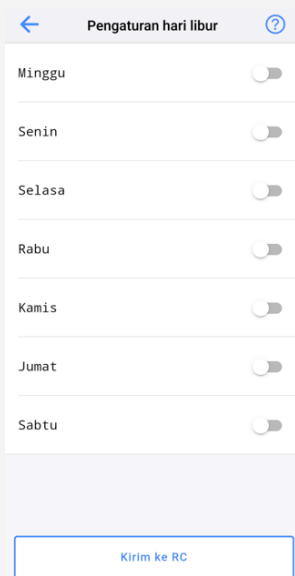 Pengaturan hari libur
Minggu
Senin
Selasa
Rabu
Kamis
Jumat
Sabtu
Kirim ke RC